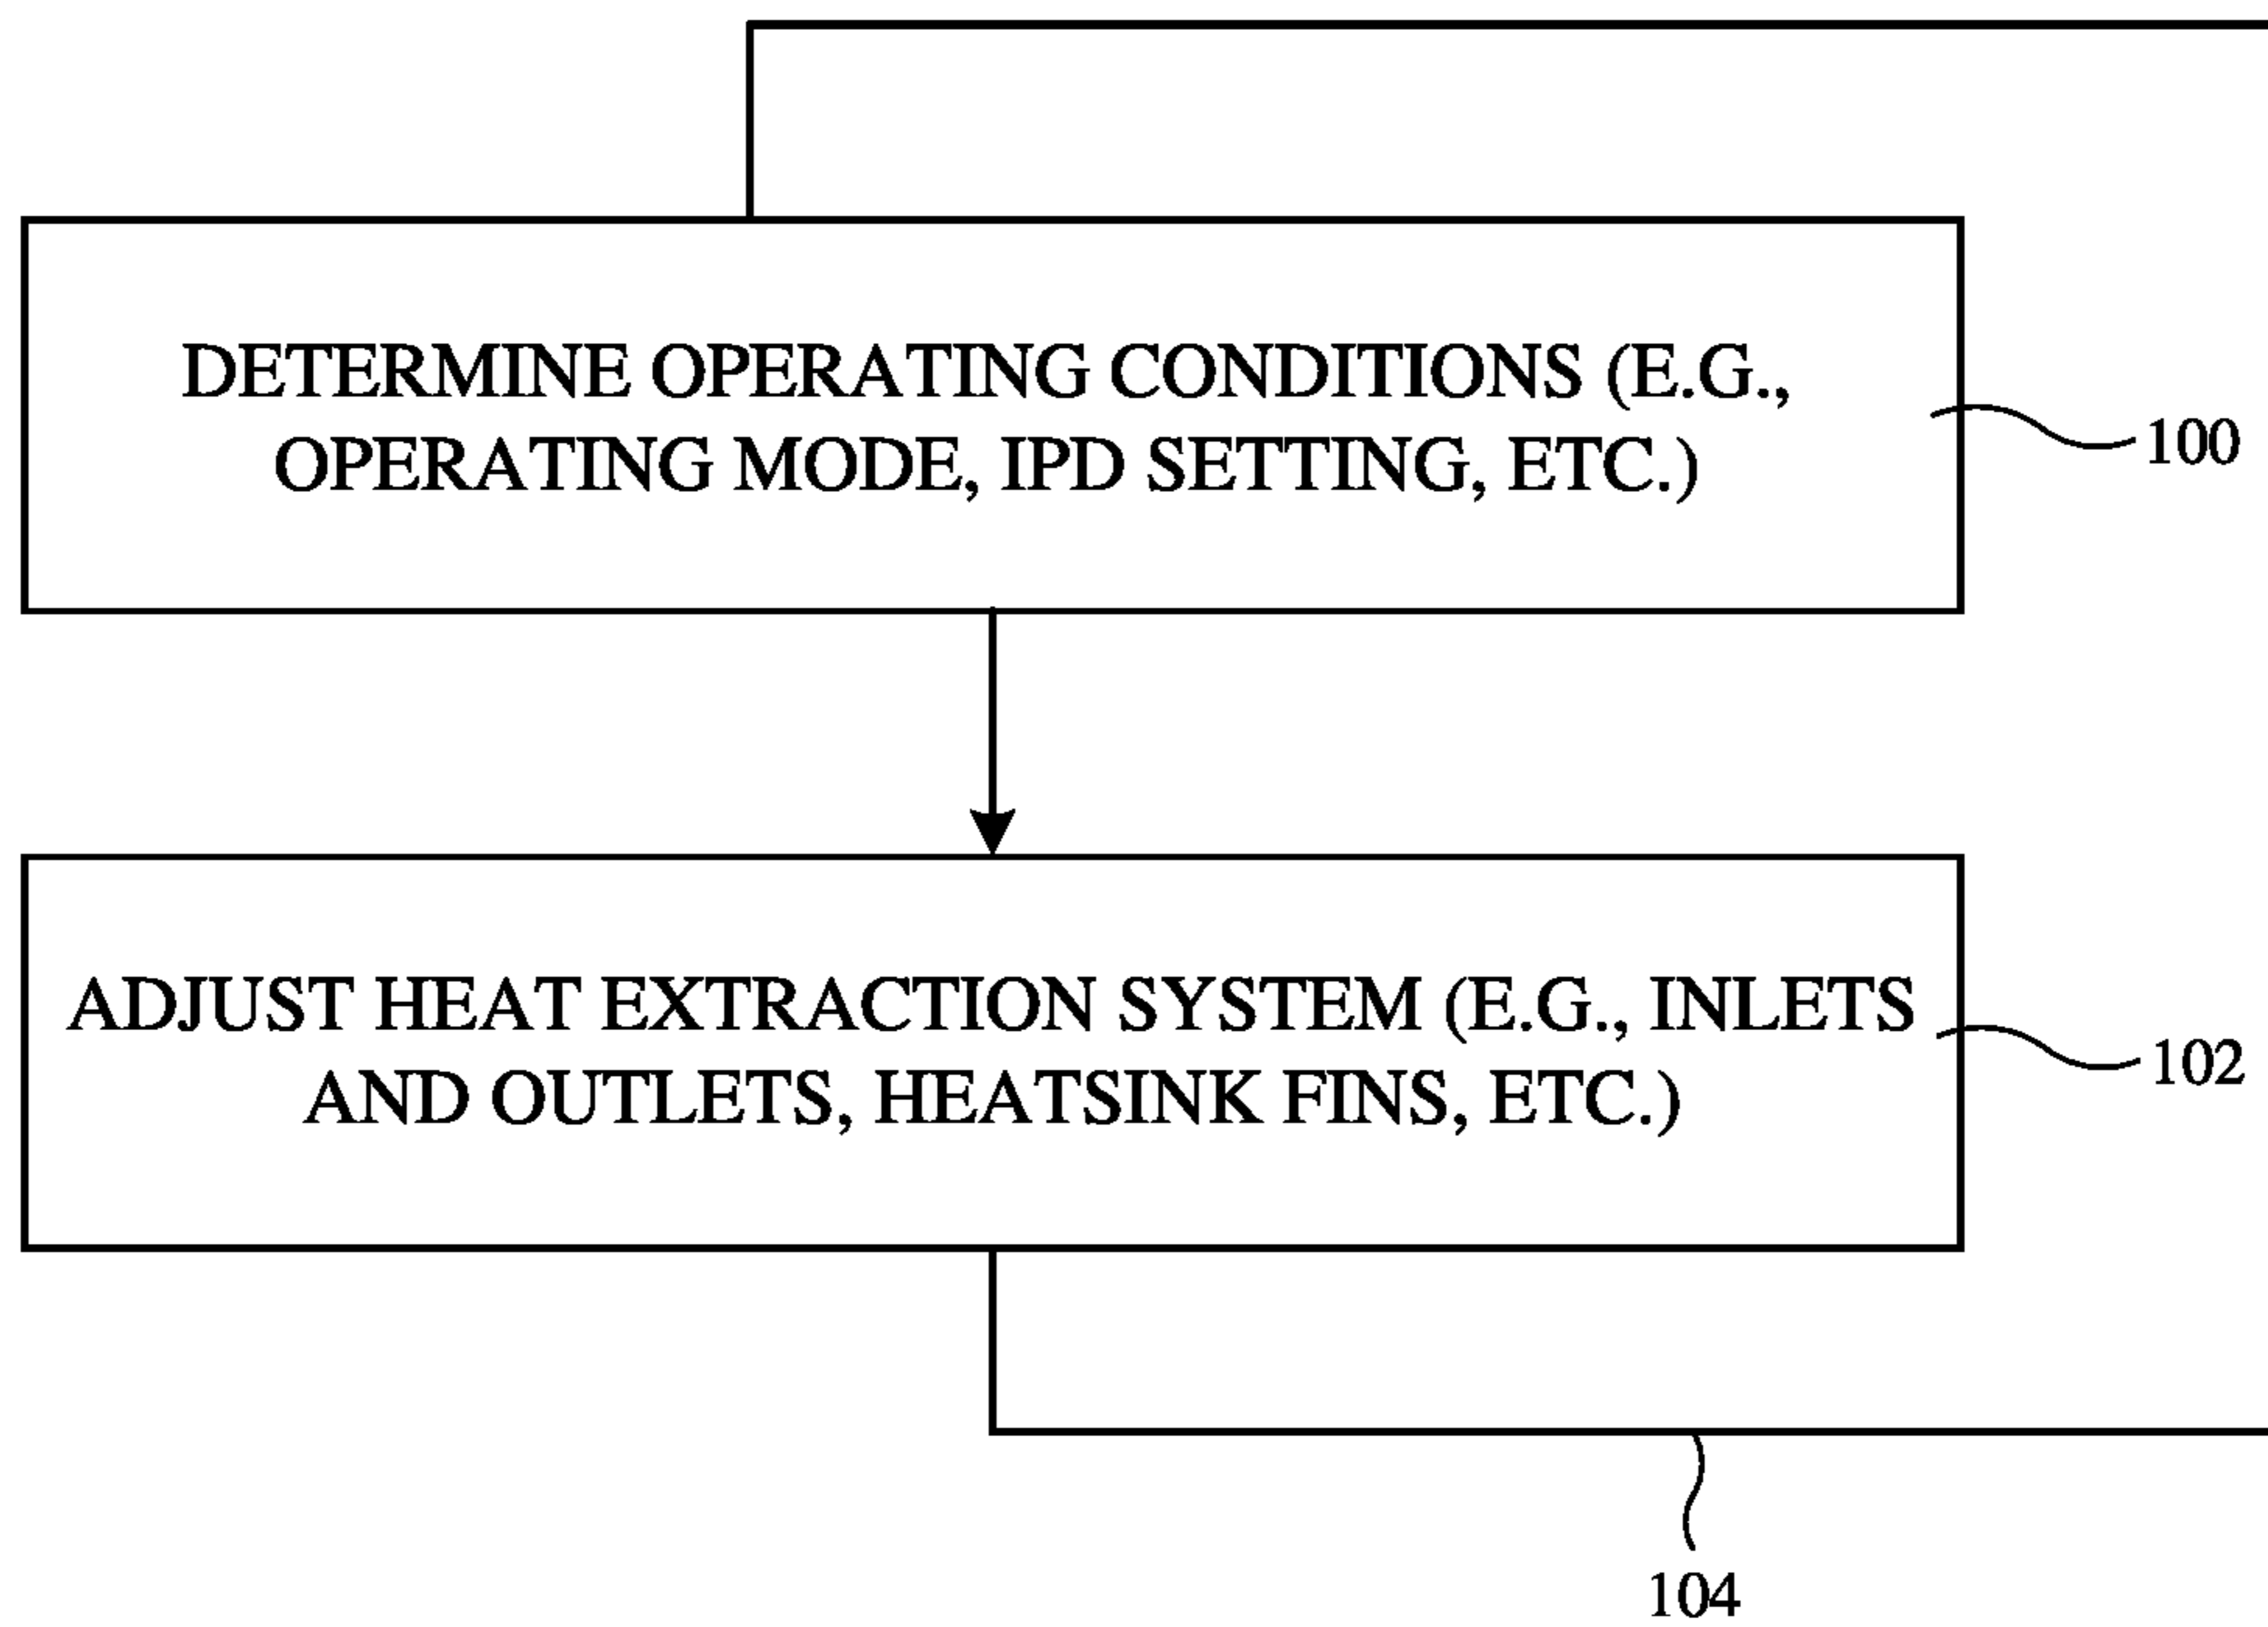 DETERMINE OPERATING CONDITIONS (E.G.,
OPERATING MODE, IPD SETTING, ETC.)
100
ADJUST HEAT EXTRACTION SYSTEM (E.G., INLETS
AND OUTLETS, HEATSINK FINS, ETC.)
102
104